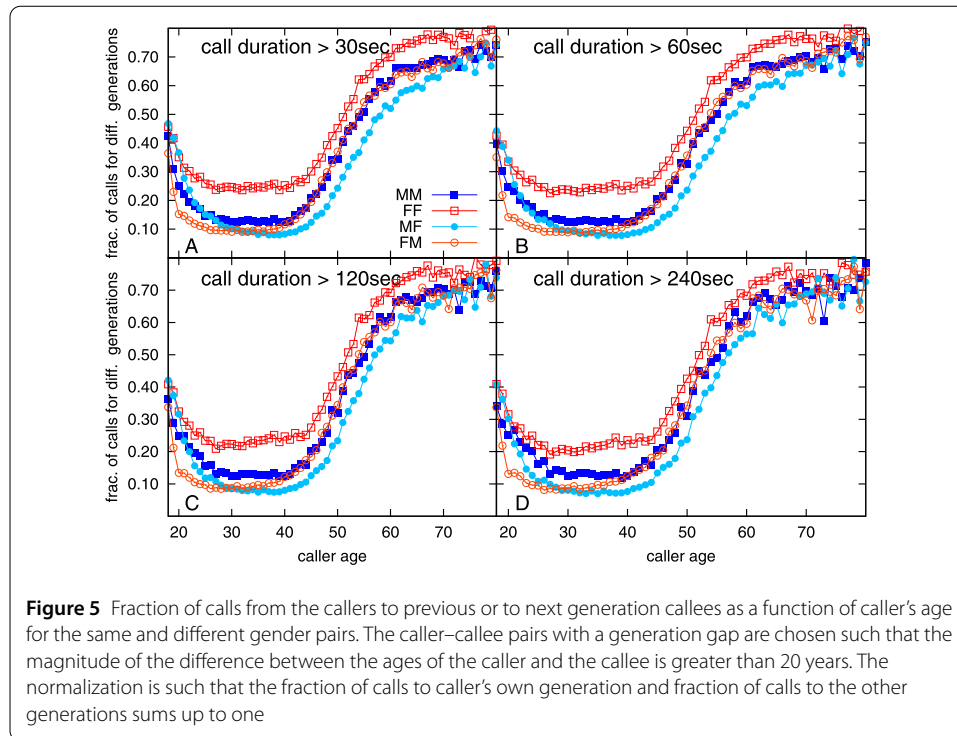 call duration > 30sec
call duration > 60sec
frac. of calls for diff. generations
0.70
0.60
0.50
0.40
0.30
0.20
0.10
MM
FF
MF
FM
A
B
call duration > 120sec
call duration > 240sec
frac. of calls for diff. generations
0.70
0.60
0.50
0.40
0.30
0.20
0.10
C
D
20 30 40 50 60 70 20 30 40 50 60 70 80
caller age caller age
Figure 5 Fraction of calls from the callers to previous or to next generation callees as a function of caller's age
for the same and different gender pairs. The caller–callee pairs with a generation gap are chosen such that the
magnitude of the difference between the ages of the caller and the callee is greater than 20 years. The
normalization is such that the fraction of calls to caller's own generation and fraction of calls to the other
generations sums up to one